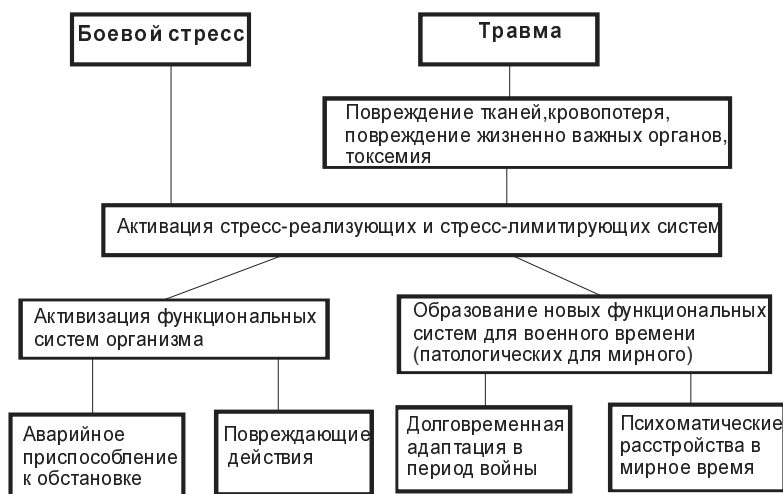 Боевой стресс
Травма
Повреждение тканей,кровопотеря,
повреждение жизненно важных органов,
токсемия
Активация стресс-реализующих и стресс-лимитирующих систем
Активизация функциональных
систем организма
Образование новых функциональных
систем для военного времени
(патологических для мирного)
Аварийное
приспособление
к обстановке
Повреждающие
действия
Долговременная
адаптация в
период войны
Психоматические
расстройства в
мирное время